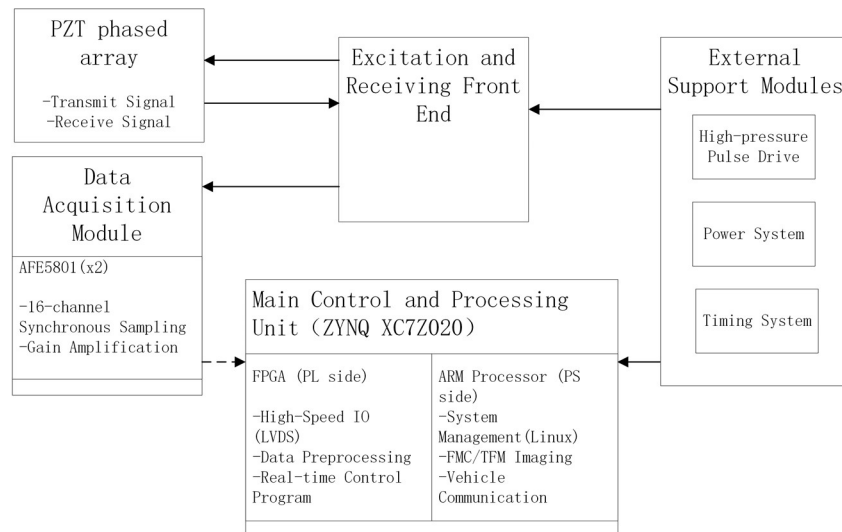 PZT phased
array
-Transmit Signal
-Receive Signal
Excitation and
Receiving Front
End
External
Support Modules
High-pressure
Pulse Drive
Power System
Timing System
Data
Acquisition
Module
AFE5801(x2)
-16-channel
Synchronous Sampling
-Gain Amplification
Main Control and Processing
Unit（ZYNQ XC7Z020）
FPGA (PL side)
-High-Speed IO
(LVDS)
-Data Preprocessing
-Real-time Control
Program
ARM Processor (PS
side)
-System
Management(Linux)
-FMC/TFM Imaging
-Vehicle
Communication